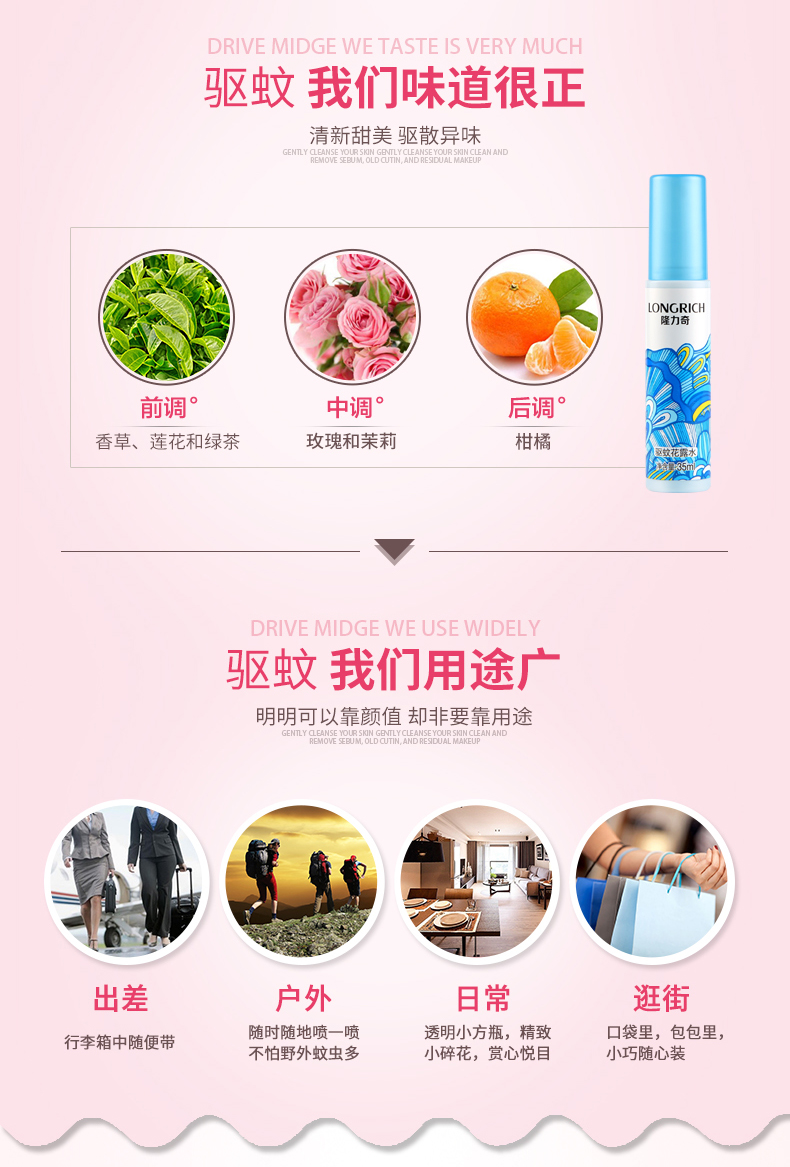 DRIVE MIDGE WE TASTE IS VERY MUCH
驱蚊 我们味道很正
清新甜美 驱散异味
GENTLY CLEANSE YOUR SKIN GENTLY CLEANSE YOUR SKIN CLEAN AND
REMOVE SEBUM, OLD CUTIN, AND RESIDUAL MAKEUP
LONGRICH
隆力奇
驱蚊花露水
净含量:35ml
前调°
中调°
后调°
香草、莲花和绿茶
玫瑰和茉莉
柑橘
DRIVE MIDGE WE USE WIDELY
驱蚊 我们用途广
明明可以靠颜值 却非要靠用途
GENTLY CLEANSE YOUR SKIN GENTLY CLEANSE YOUR SKIN CLEAN AND
REMOVE SEBUM, OLD CUTIN, AND RESIDUAL MAKEUP
出差
行李箱中随便带
户外
随时随地喷一喷
不怕野外蚊虫多
日常
透明小方瓶，精致
小碎花，赏心悦目
逛街
口袋里，包包里，
小巧随心装